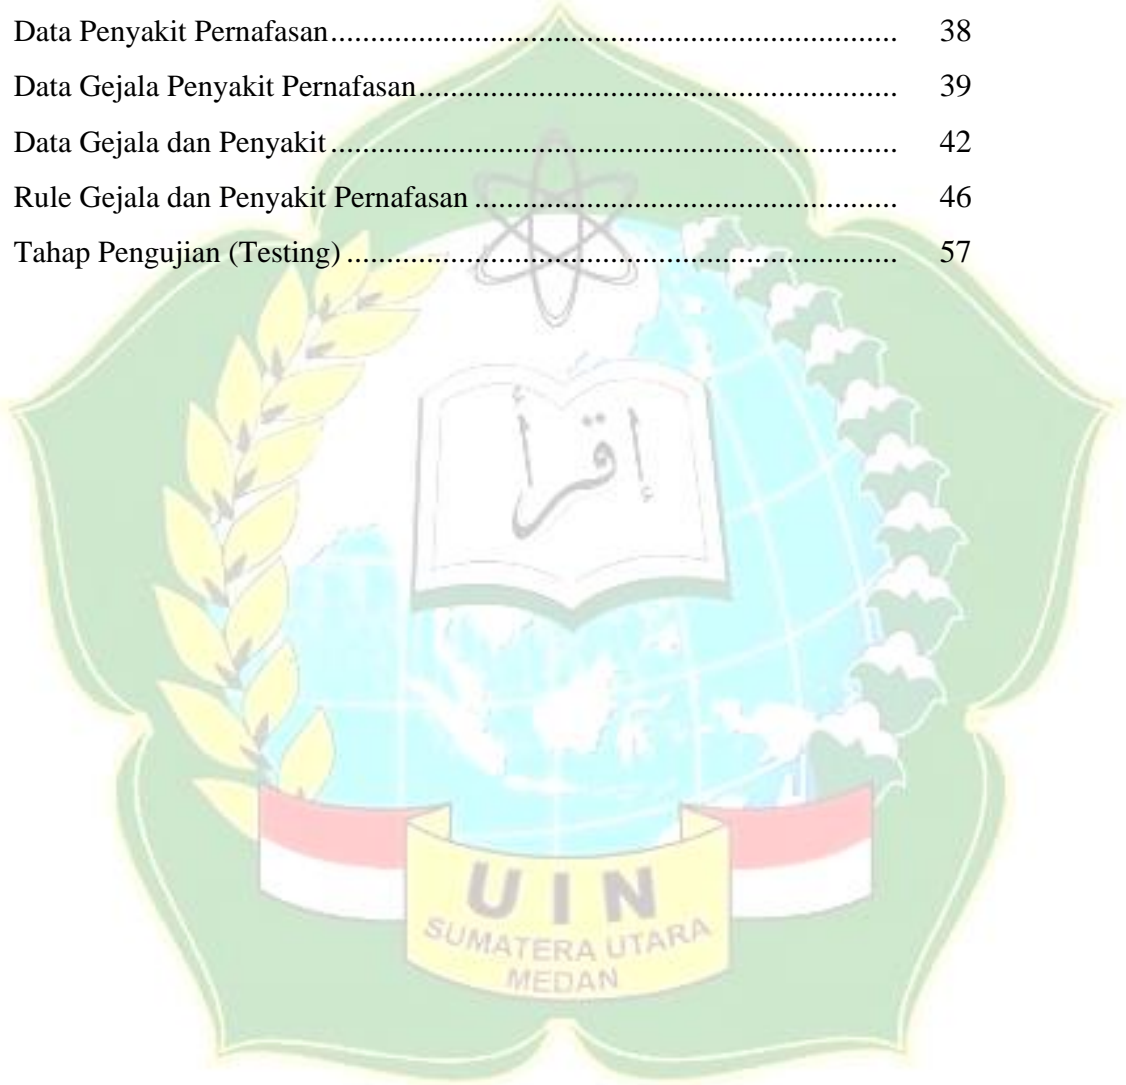 Data Penyakit Pernafasan....................................................................... 38
Data Gejala Penyakit Pernafasan............................................................ 39
Data Gejala dan Penyakit....................................................................... 42
Rule Gejala dan Penyakit Pernafasan..................................................... 46
Tahap Pengujian (Testing)..................................................................... 57
أقرأ
UIN
SUMATERA UTARA
MEDAN